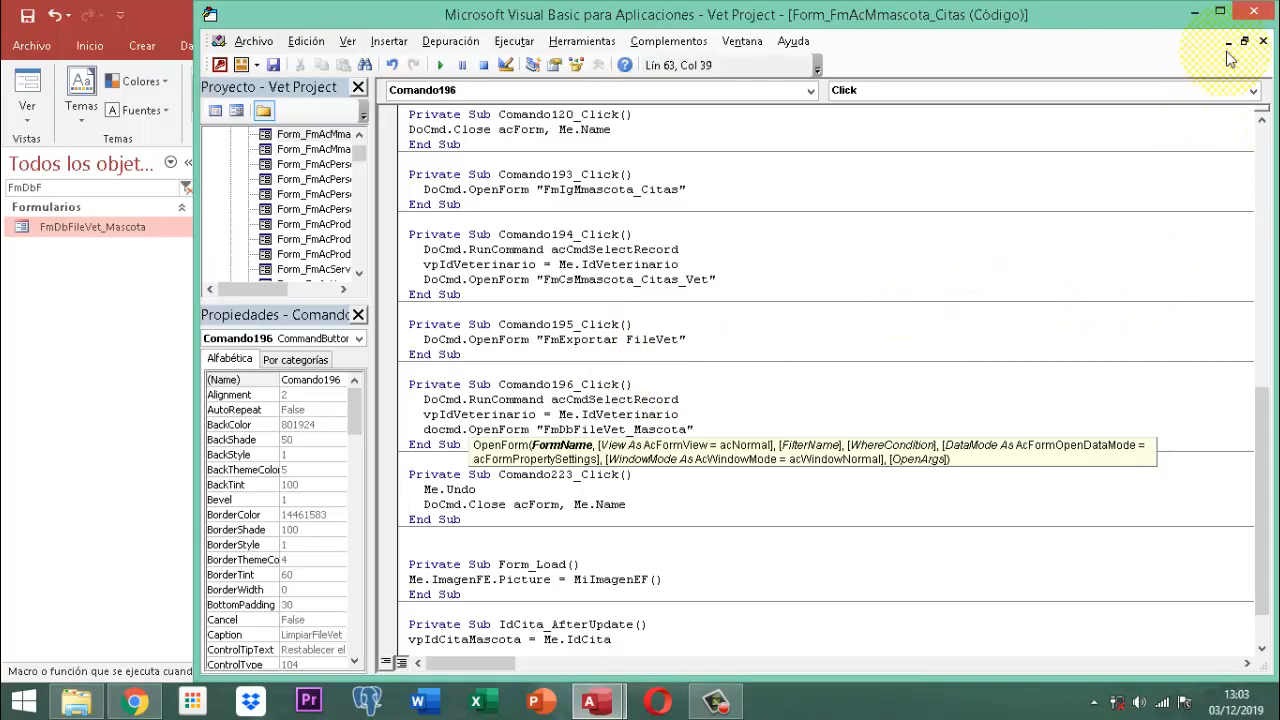 Microsoft Visual Basic para Aplicaciones - Vet Project - [Form_FmAcMmascota_Citas (Código)]
Archivo Inicio Crear Da
Archivo Edición Ver Insertar Depuración Ejecutar Herramientas Complementos Ventana Ayuda
Lín 63, Col 39
Ver
Vistas
Temas
Colores
Fuentes
Temas
Todos los objet...
FmDbF
Formularios
FmDbFileVet_Mascota
Macro o función que se ejecuta cuand
Proyecto - Vet Project
Form_FmAcMma
Form_FmAcMma
Form_FmAcPers
Form_FmAcPers
Form_FmAcPers
Form_FmAcPers
Form_FmAcProd
Form_FmAcProd
Form_FmAcProd
Form_FmAcServ
Propiedades - Comando
Comando196 CommandButton
Alfabética Por categorías
(Name) Comando196
Alignment 2
AutoRepeat False
BackColor 801924
BackShade 50
BackStyle 1
BackThemeColo 5
BackTint 100
Bevel 1
BorderColor 14461583
BorderShade 100
BorderStyle 1
BorderThemeCo 4
BorderTint 60
BorderWidth 0
BottomPadding 30
Cancel False
Caption LimpiarFileVet
ControlTipText Restablecer el
ControlType 104
Comando196 Click
Private Sub Comando120_Click()
DoCmd.Close acForm, Me.Name
End Sub
Private Sub Comando193_Click()
DoCmd.OpenForm "FmIgMmascota_Citas"
End Sub
Private Sub Comando194_Click()
DoCmd.RunCommand acCmdSelectRecord
vpIdVeterinario = Me.IdVeterinario
DoCmd.OpenForm "FmCsMmascota_Citas_Vet"
End Sub
Private Sub Comando195_Click()
DoCmd.OpenForm "FmExportar FileVet"
End Sub
Private Sub Comando196_Click()
DoCmd.RunCommand acCmdSelectRecord
vpIdVeterinario = Me.IdVeterinario
docmd.OpenForm "FmDbFileVet_Mascota"
End Sub
OpenForm(FormName, [View As AcFormView = acNormal], [FilterName], [WhereCondition], [DataMode As AcFormOpenDataMode =
acFormPropertySettings], [WindowMode As AcWindowMode = acWindowNormal], [OpenArgs])
Private Sub Comando223_Click()
Me.Undo
DoCmd.Close acForm, Me.Name
End Sub
Private Sub Form_Load()
Me.ImagenFE.Picture = MiImagenEF()
End Sub
Private Sub IdCita_AfterUpdate()
vpIdCitaMascota = Me.IdCita
13:03
03/12/2019